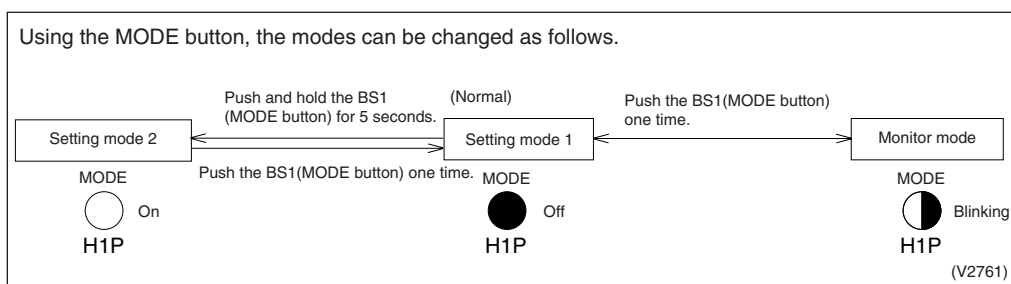 Using the MODE button, the modes can be changed as follows.
Push and hold the BS1
(MODE button) for 5 seconds.
(Normal)
Push the BS1(MODE button)
one time.
Setting mode 2
Setting mode 1
Monitor mode
Push the BS1(MODE button) one time.
MODE
On
H1P
MODE
Off
H1P
MODE
Blinking
H1P
(V2761)